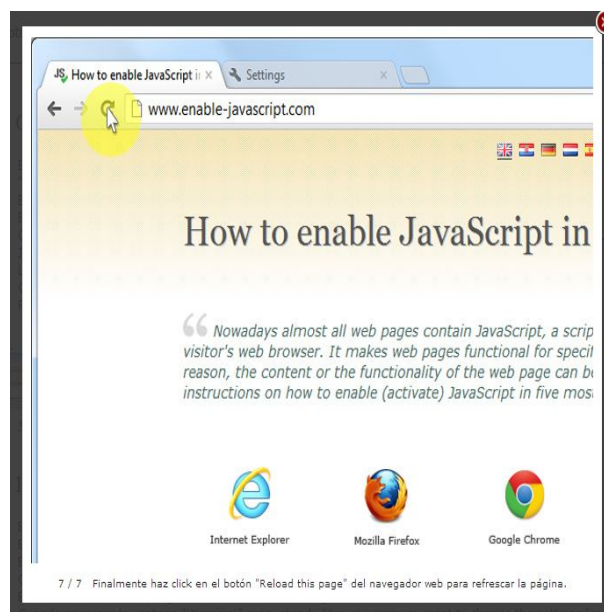 How to enable JavaScript i
Settings
www.enable-javascript.com
How to enable JavaScript in
Nowadays almost all web pages contain JavaScript, a scrip
visitor's web browser. It makes web pages functional for specif
reason, the content or the functionality of the web page can be
instructions on how to enable (activate) JavaScript in five mos
Internet Explorer
Mozilla Firefox
Google Chrome
7 / 7 Finalmente haz click en el botón "Reload this page" del navegador web para refrescar la página.